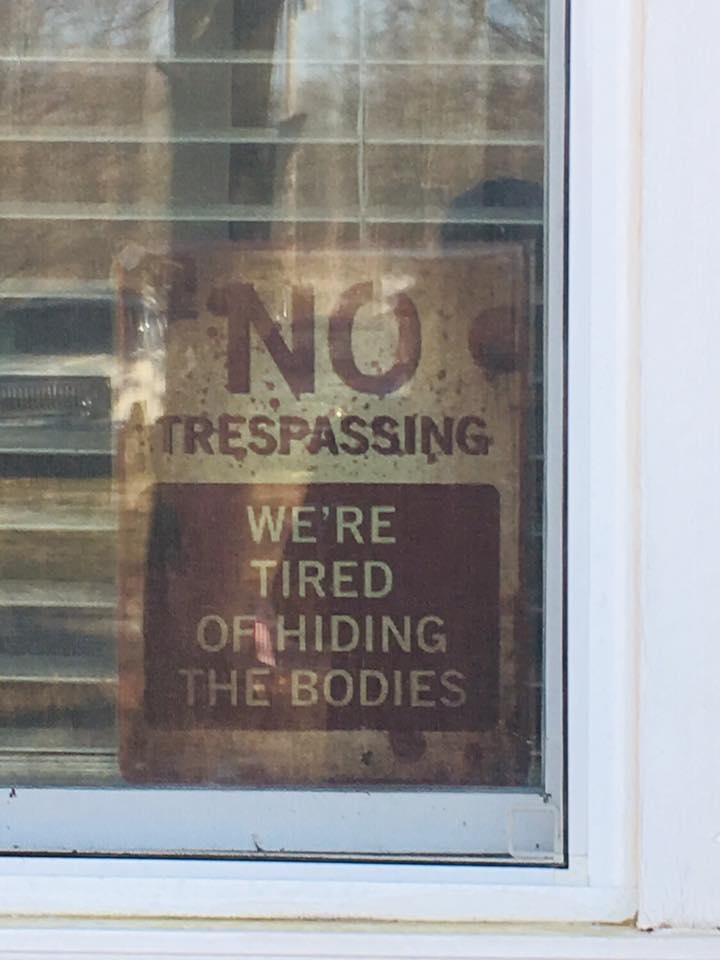 NO
TRESPASSING
WE'RE
TIRED
OF HIDING
THE BODIES